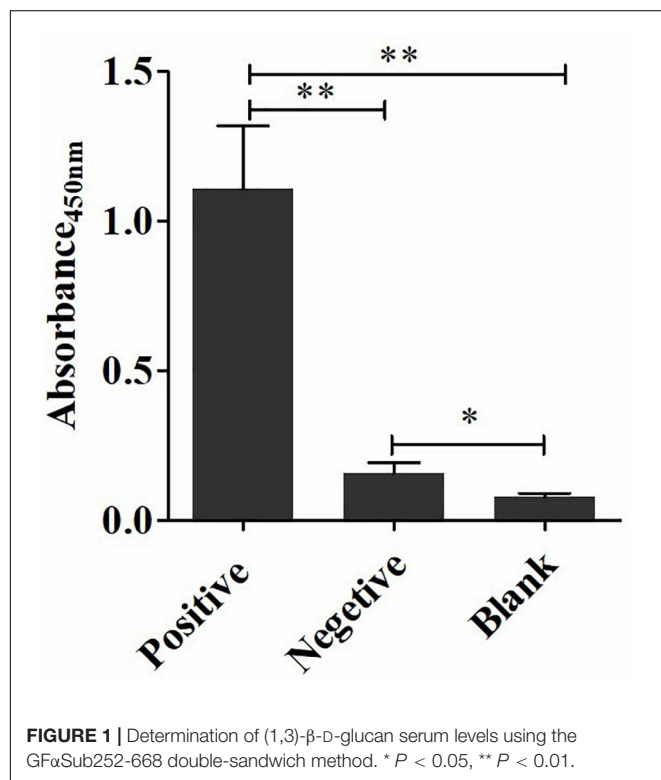 **
1.5
**
Absorbance450nm
1.0
0.5
*
0.0
Positive
Negetive
Blank
FIGURE 1 | Determination of (1,3)-β-D-glucan serum levels using the
GFαSub252-668 double-sandwich method. * P < 0.05, ** P < 0.01.